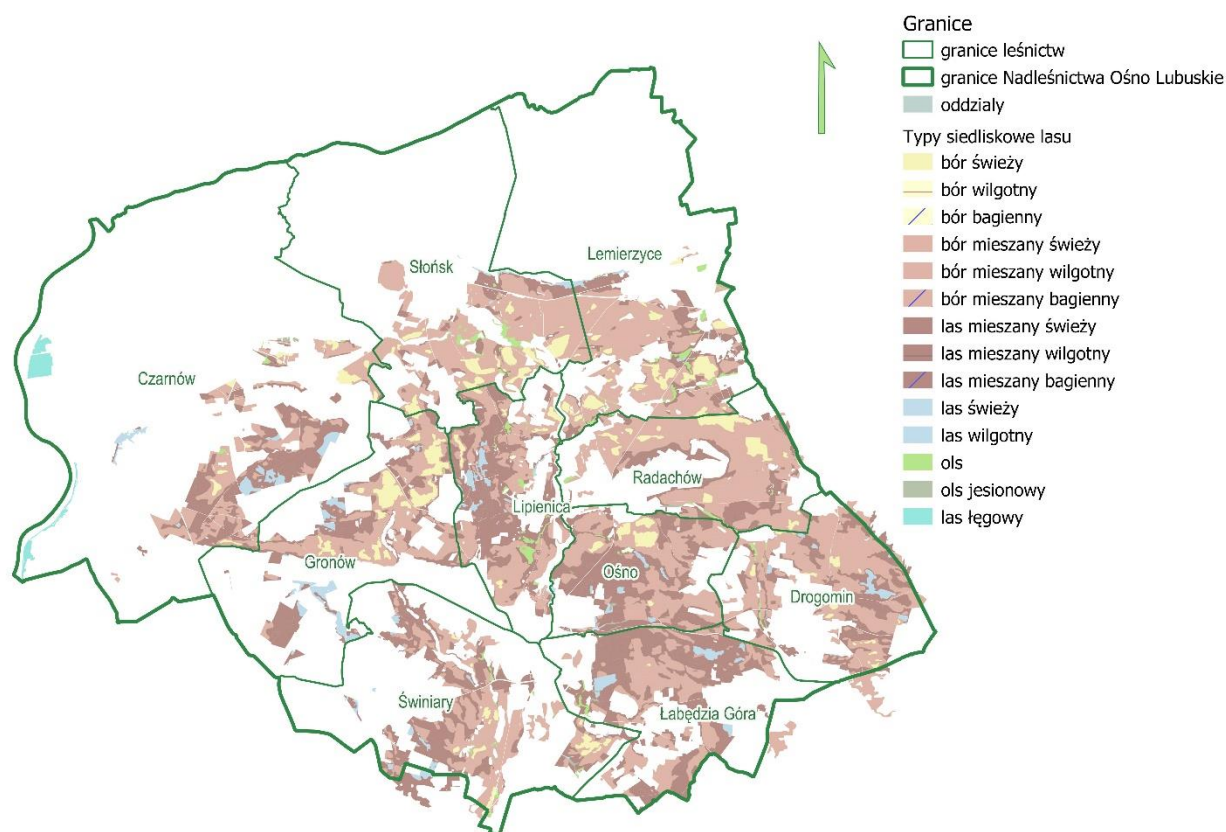 Granice
granice leśnictw
granice Nadleśnictwa Ośno Lubuskie
oddzialy
Typy siedliskowe lasu
bór świeży
bór wilgotny
bór bagienny
bór mieszany świeży
bór mieszany wilgotny
bór mieszany bagienny
las mieszany świeży
las mieszany wilgotny
las mieszany bagienny
las świeży
las wilgotny
ols
ols jesionowy
las łęgowy
Słońsk
Lemierzyce
Czarnów
Radachów
Lipienica
Gronów
Ośno
Drogomin
Świniary
Łabędzia Góra